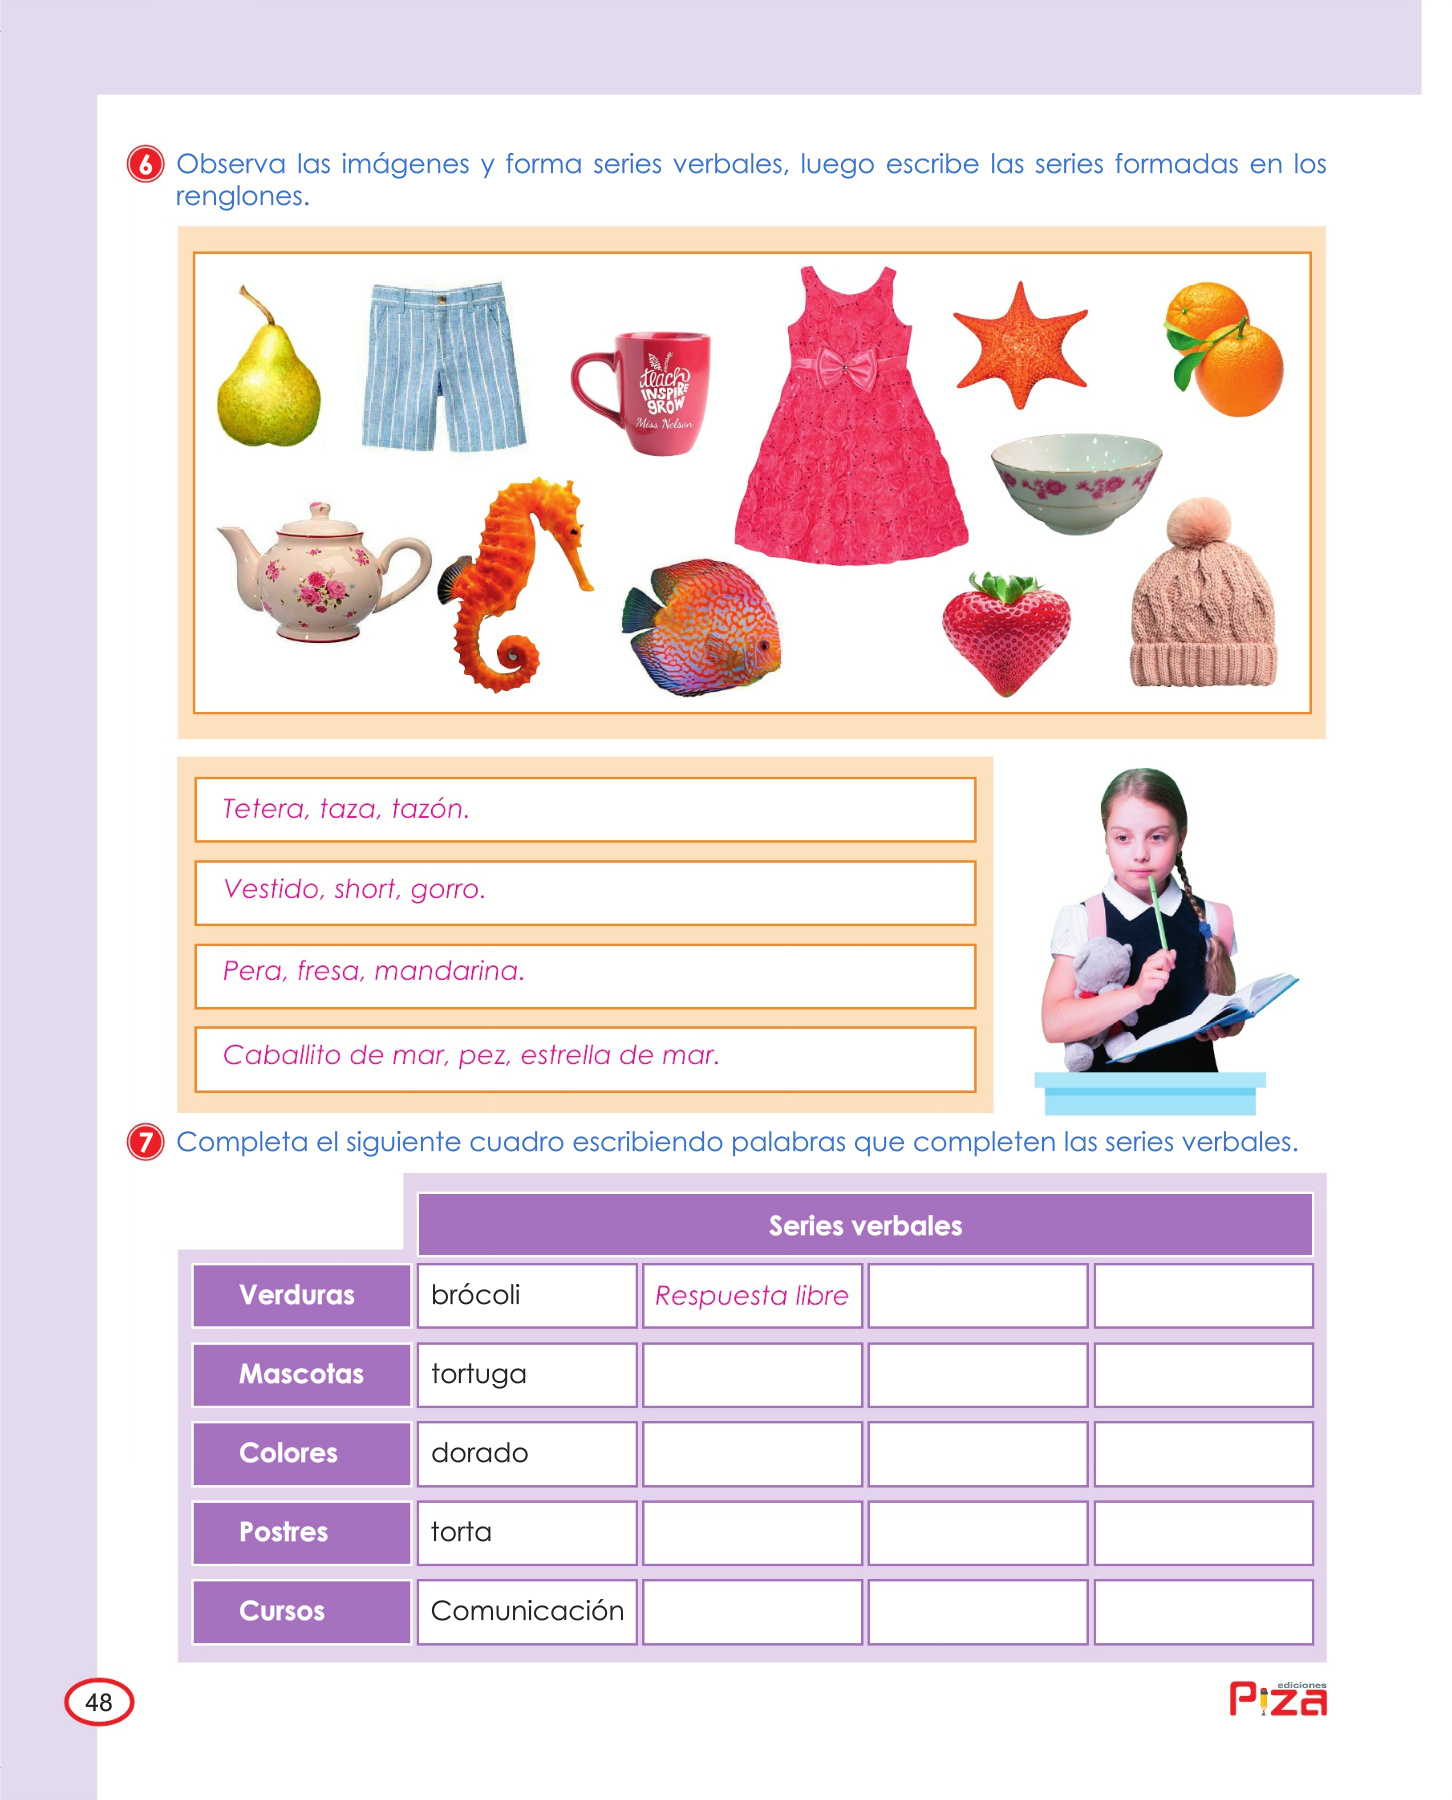 6 Observa las imágenes y forma series verbales, luego escribe las series formadas en los
renglones.
teach
INSPIRE
GROW
Miss Nelson
Tetera, taza, tazón.
Vestido, short, gorro.
Pera, fresa, mandarina.
Caballito de mar, pez, estrella de mar.
7 Completa el siguiente cuadro escribiendo palabras que completen las series verbales.
Series verbales
Verduras brócoli Respuesta libre
Mascotas tortuga
Colores dorado
Postres torta
Cursos Comunicación
48
ediciones
Piza